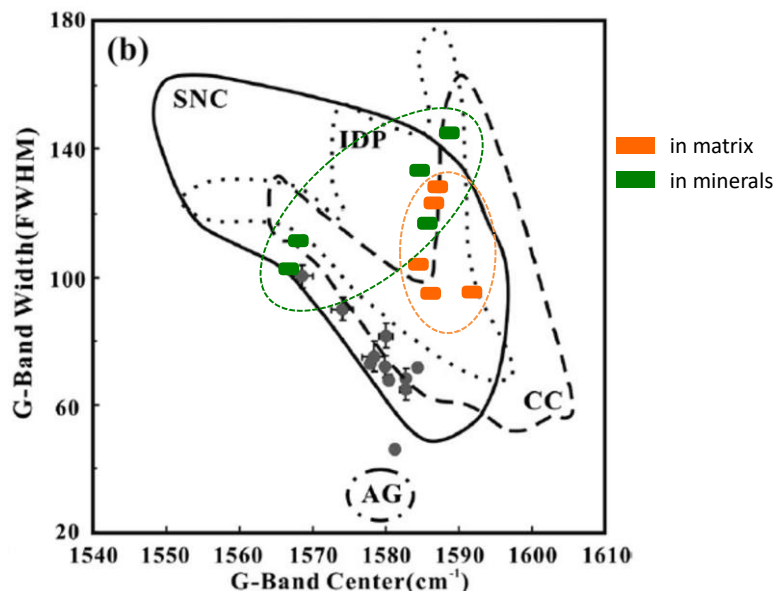 180
(b)
SNC
IDP
140
in matrix
in minerals
G-Band Width(FWHM)
100
60
CC
AG
20
1540 1550 1560 1570 1580 1590 1600 1610
G-Band Center(cm⁻¹)